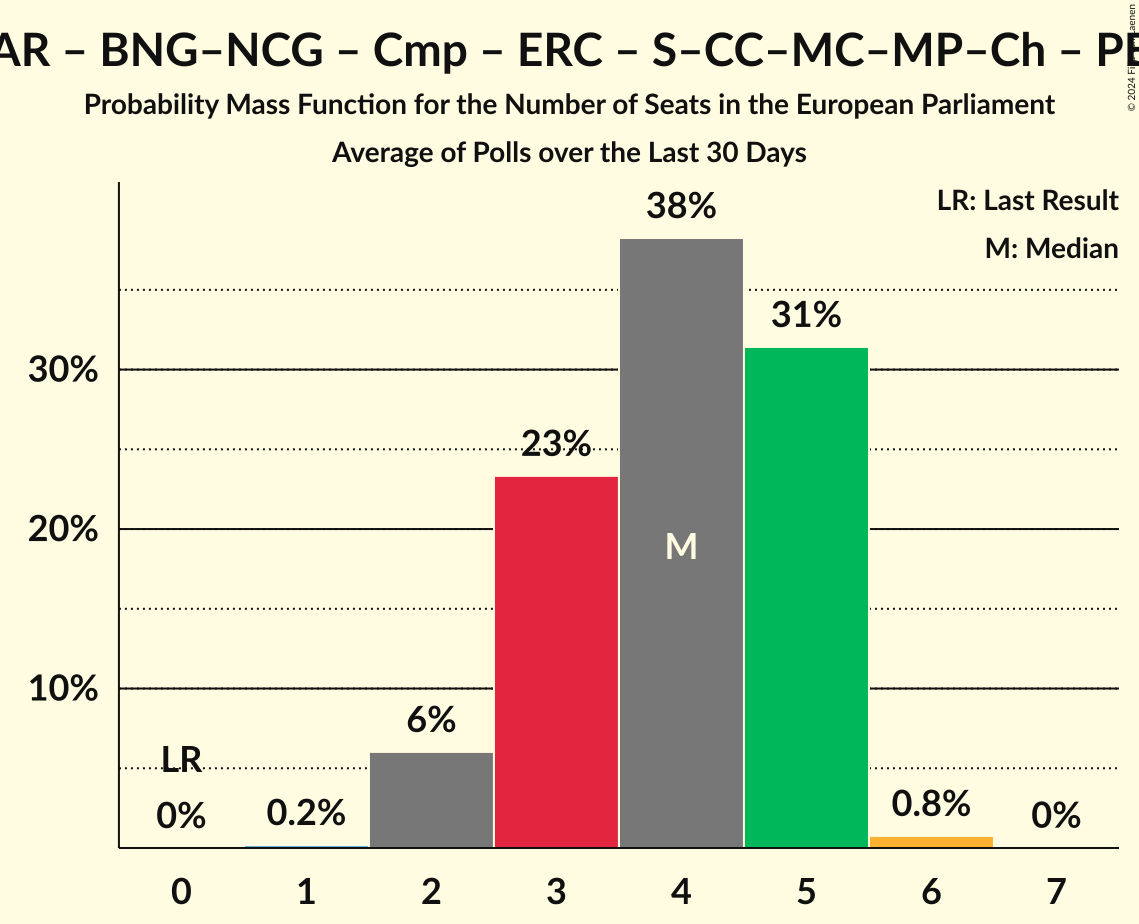 AR – BNG–NCG – Cmp – ERC – S–CC–MC–MP–Ch –
Probability Mass Function for the Number of Seats in the European Parliament
Average of Polls over the Last 30 Days
© 2024
LR: Last Result
M: Median
38%
31%
30%
23%
20%
M
10%
6%
LR
0%
0.2%
0.8%
0%
0 1 2 3 4 5 6 7